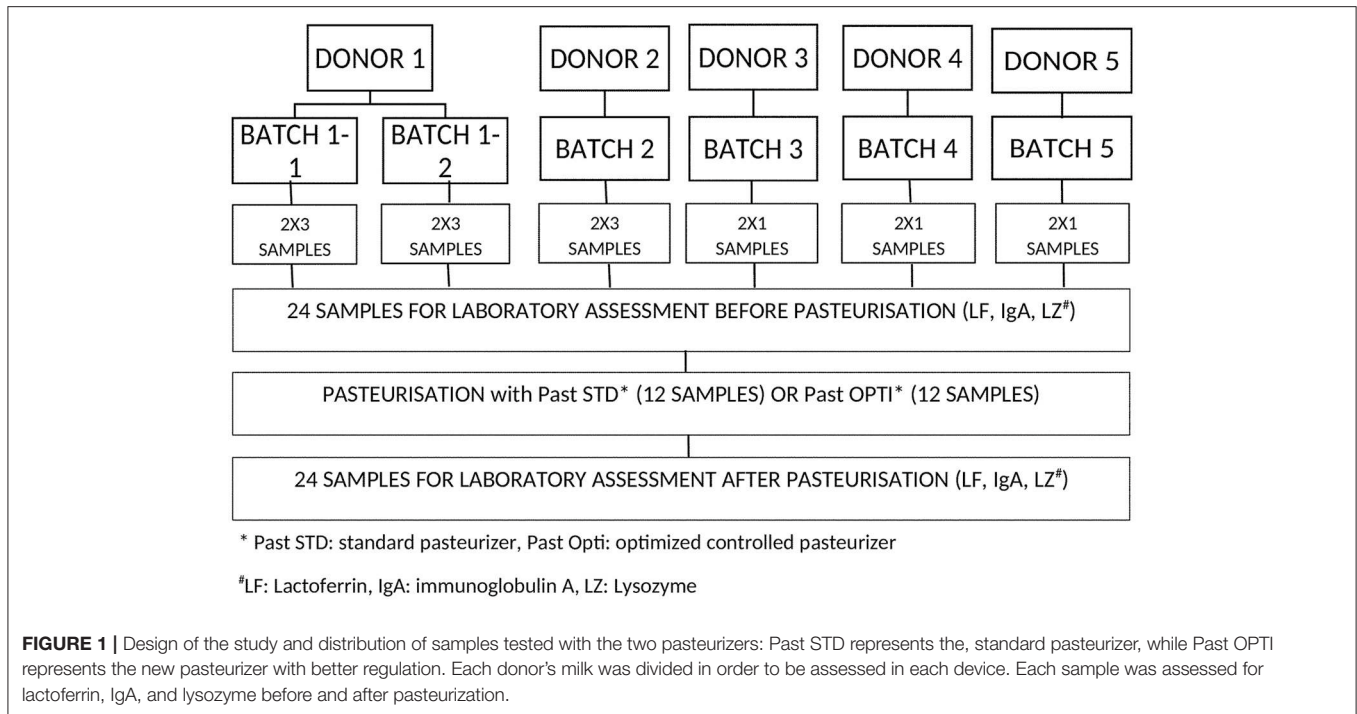 DONOR 1
DONOR 2
DONOR 3
DONOR 4
DONOR 5
BATCH 1-
1
BATCH 1-
2
BATCH 2
BATCH 3
BATCH 4
BATCH 5
2X3
SAMPLES
2X3
SAMPLES
2X3
SAMPLES
2X1
SAMPLES
2X1
SAMPLES
2X1
SAMPLES
24 SAMPLES FOR LABORATORY ASSESSMENT BEFORE PASTEURISATION (LF, IgA, LZ#)
PASTEURISATION with Past STD* (12 SAMPLES) OR Past OPTI* (12 SAMPLES)
24 SAMPLES FOR LABORATORY ASSESSMENT AFTER PASTEURISATION (LF, IgA, LZ#)
* Past STD: standard pasteurizer, Past Opti: optimized controlled pasteurizer
#LF: Lactoferrin, IgA: immunoglobulin A, LZ: Lysozyme
FIGURE 1 | Design of the study and distribution of samples tested with the two pasteurizers: Past STD represents the, standard pasteurizer, while Past OPTI
represents the new pasteurizer with better regulation. Each donor's milk was divided in order to be assessed in each device. Each sample was assessed for
lactoferrin, IgA, and lysozyme before and after pasteurization.